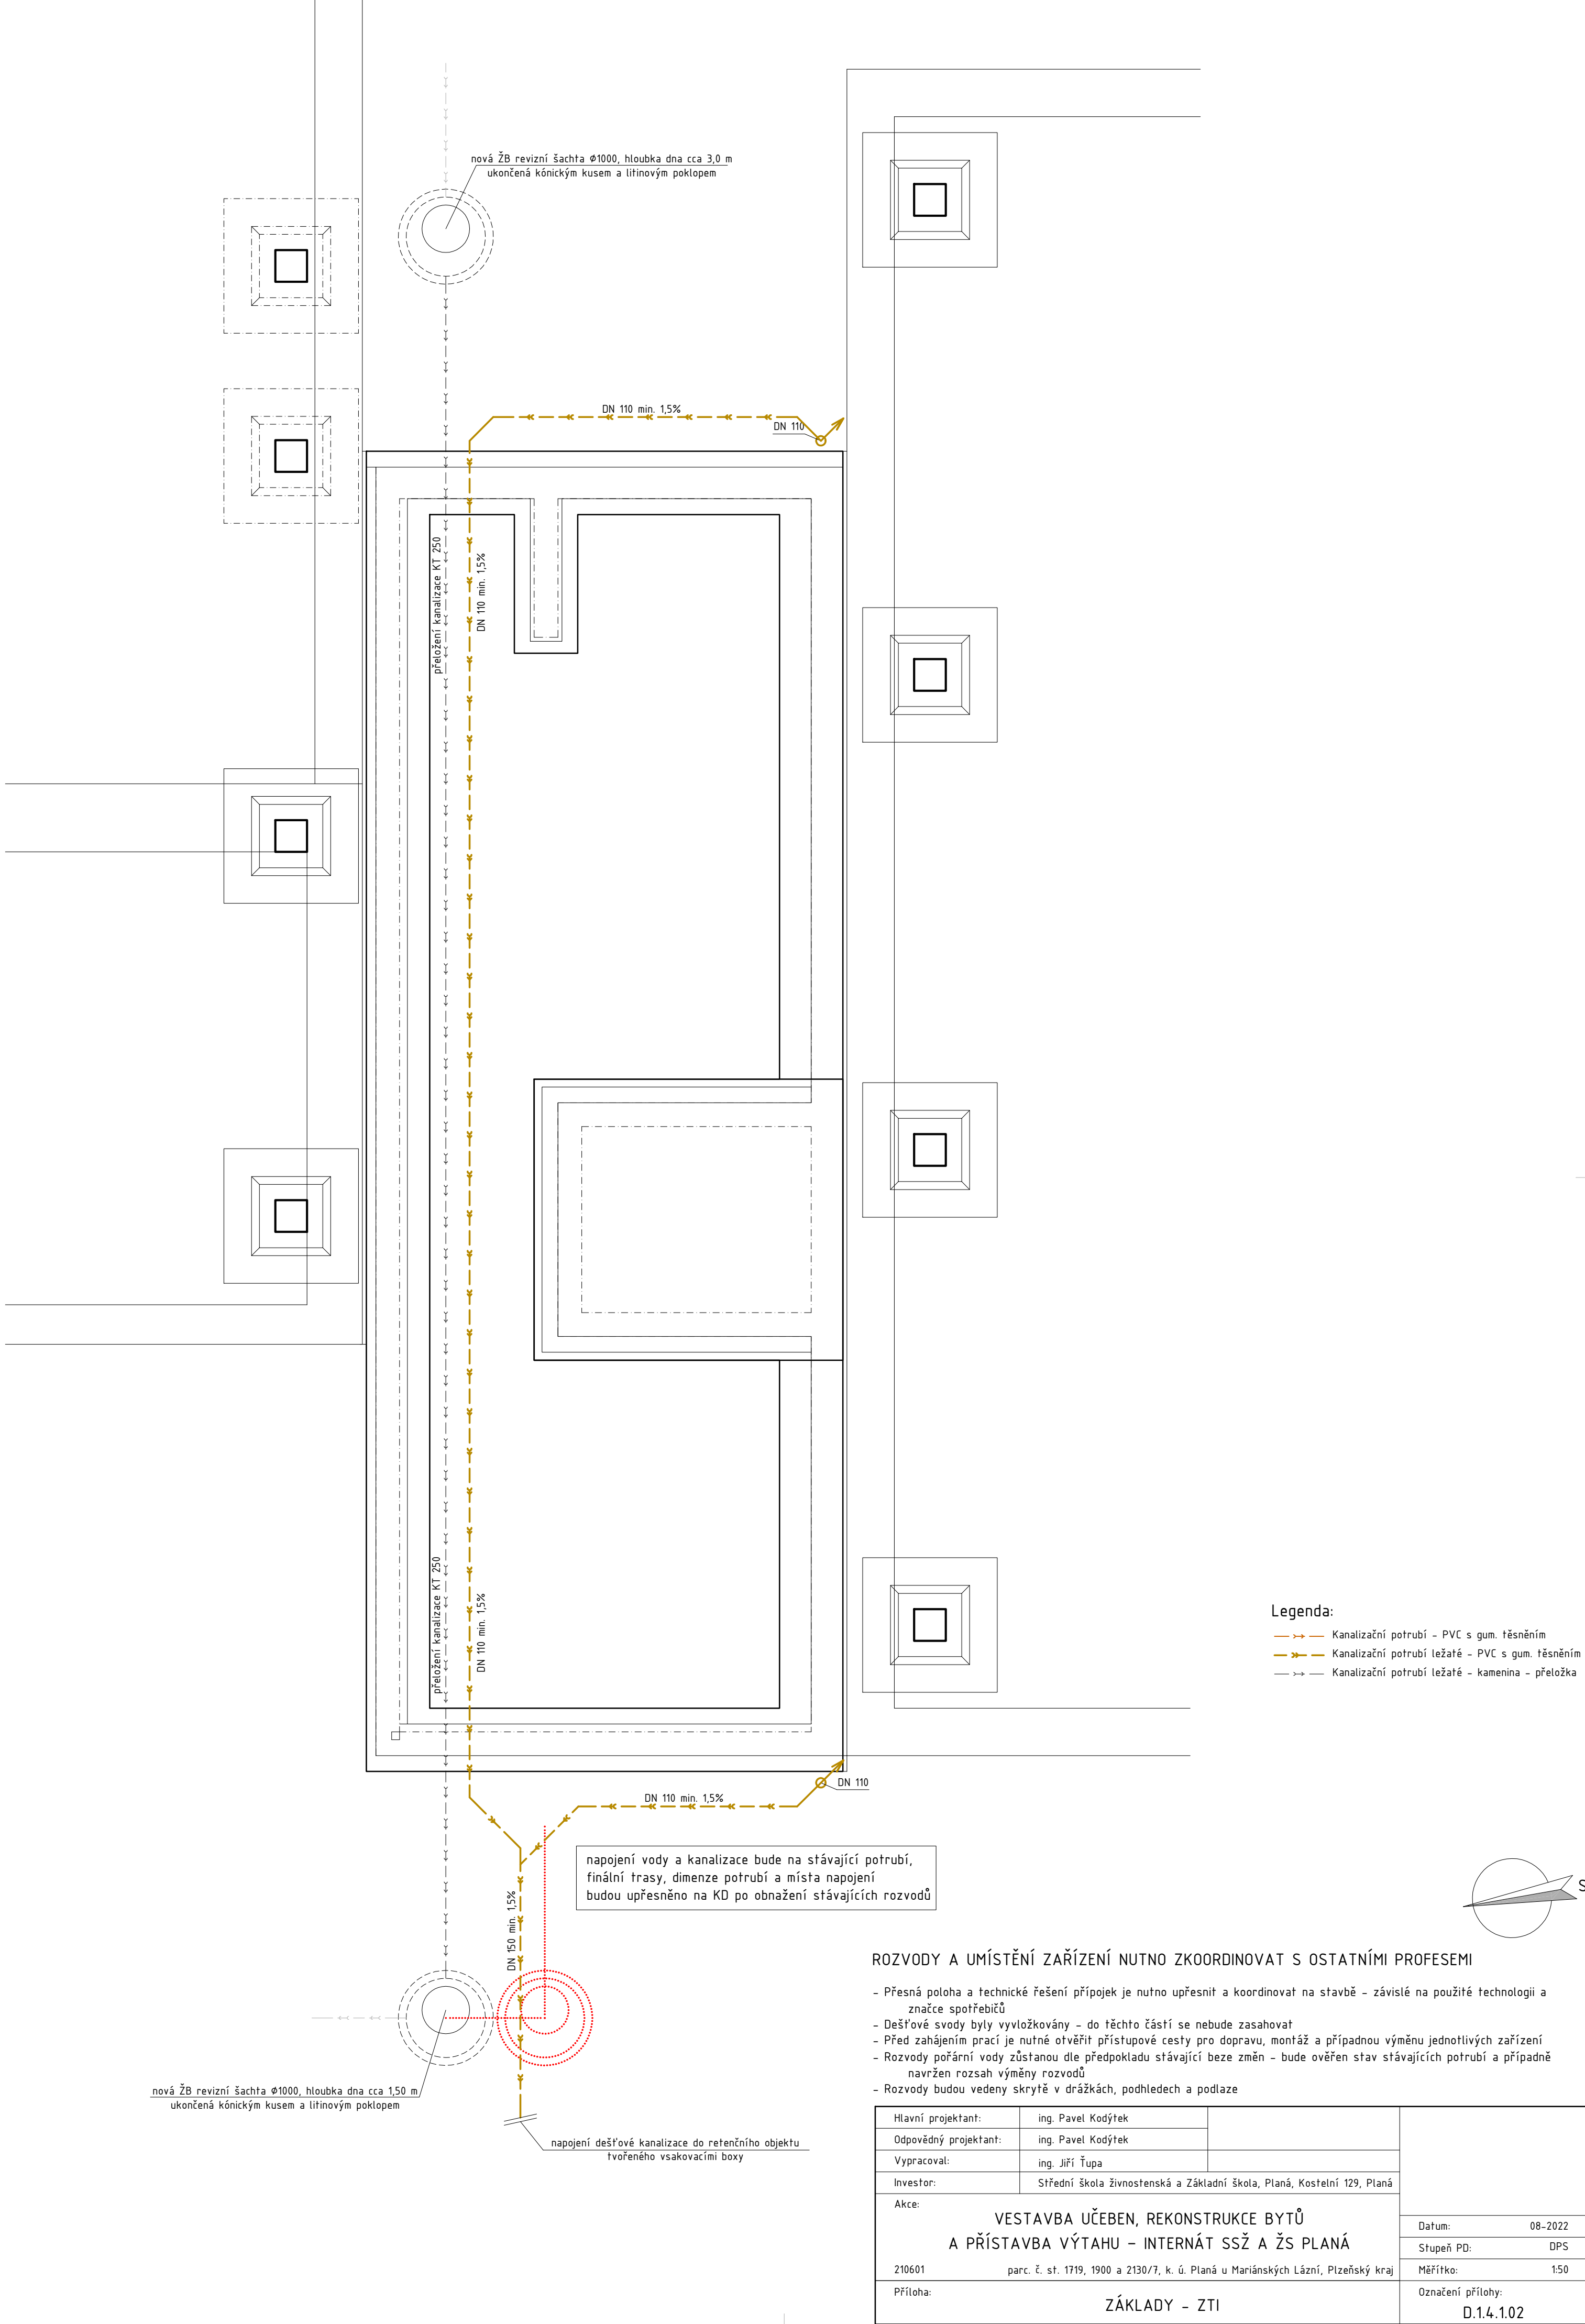 nová ŽB revizní šachta Ø1000, hloubka dna cca 3,0 m
ukončená kónickým kusem a litinovým poklopem
DN 110 min. 1,5%
DN 110
přeložení kanalizace KT 250
DN 110 min. 1,5%
přeložení kanalizace KT 250
DN 110 min. 1,5%
Legenda:
Kanalizační potrubí - PVC s gum. těsněním
Kanalizační potrubí ležaté - PVC s gum. těsněním
Kanalizační potrubí ležaté - kamenina - přeložka
DN 110
DN 110 min. 1,5%
napojení vody a kanalizace bude na stávající potrubí,
finální trasy, dimenze potrubí a místa napojení
budou upřesněno na KD po obnažení stávajících rozvodů
DN 150 min. 1,5%
S
nová ŽB revizní šachta Ø1000, hloubka dna cca 1,50 m
ukončená kónickým kusem a litinovým poklopem
napojení dešťové kanalizace do retenčního objektu
tvořeného vsakovacími boxy
ROZVODY A UMÍSTĚNÍ ZAŘÍZENÍ NUTNO ZKOORDINOVAT S OSTATNÍMI PROFESEMI
- Přesná poloha a technické řešení přípojek je nutno upřesnit a koordinovat na stavbě - závislé na použité technologii a
značce spotřebičů
- Dešťové svody byly vyvložkovány - do těchto částí se nebude zasahovat
- Před zahájením prací je nutné otvěřit přístupové cesty pro dopravu, montáž a případnou výměnu jednotlivých zařízení
- Rozvody pořární vody zůstanou dle předpokladu stávající beze změn - bude ověřen stav stávajících potrubí a případně
navržen rozsah výměny rozvodů
- Rozvody budou vedeny skrytě v drážkách, podhledech a podlaze
Hlavní projektant: ing. Pavel Kodýtek
Odpovědný projektant: ing. Pavel Kodýtek
Vypracoval: ing. Jiří Ťupa
Investor: Střední škola živnostenská a Základní škola, Planá, Kostelní 129, Planá
Akce:
VESTAVBA UČEBEN, REKONSTRUKCE BYTŮ
A PŘÍSTAVBA VÝTAHU - INTERNÁT SSŽ A ŽS PLANÁ
210601 parc. č. st. 1719, 1900 a 2130/7, k. ú. Planá u Mariánských Lázní, Plzeňský kraj
Datum: 08-2022
Stupeň PD: DPS
Měřítko: 1:50
Příloha:
ZÁKLADY - ZTI
Označení přílohy:
D.1.4.1.02